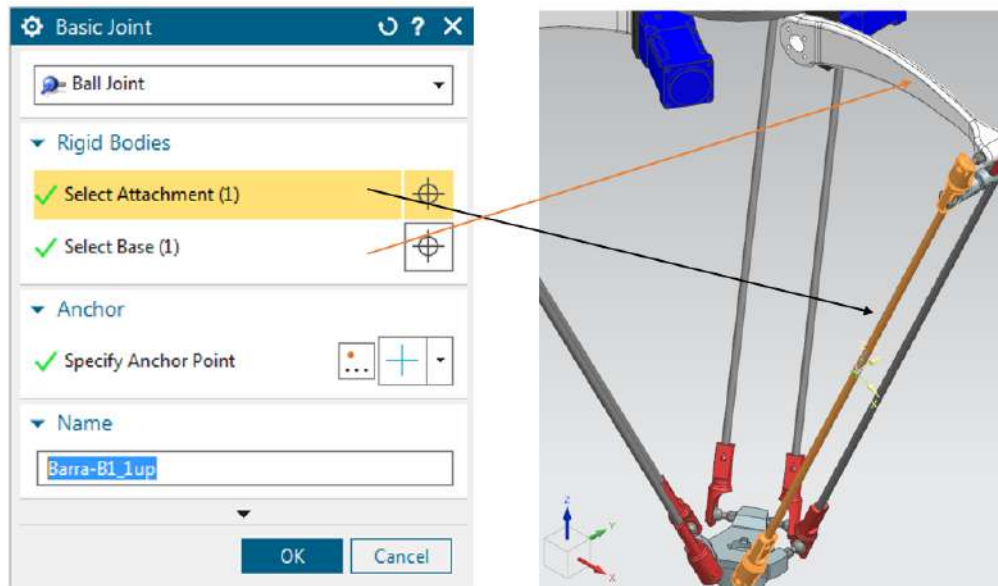 Basic Joint
Ball Joint
Rigid Bodies
Select Attachment (1)
Select Base (1)
Anchor
Specify Anchor Point
Name
Barra-B1_1up
OK
Cancel
Z
Y
X
X